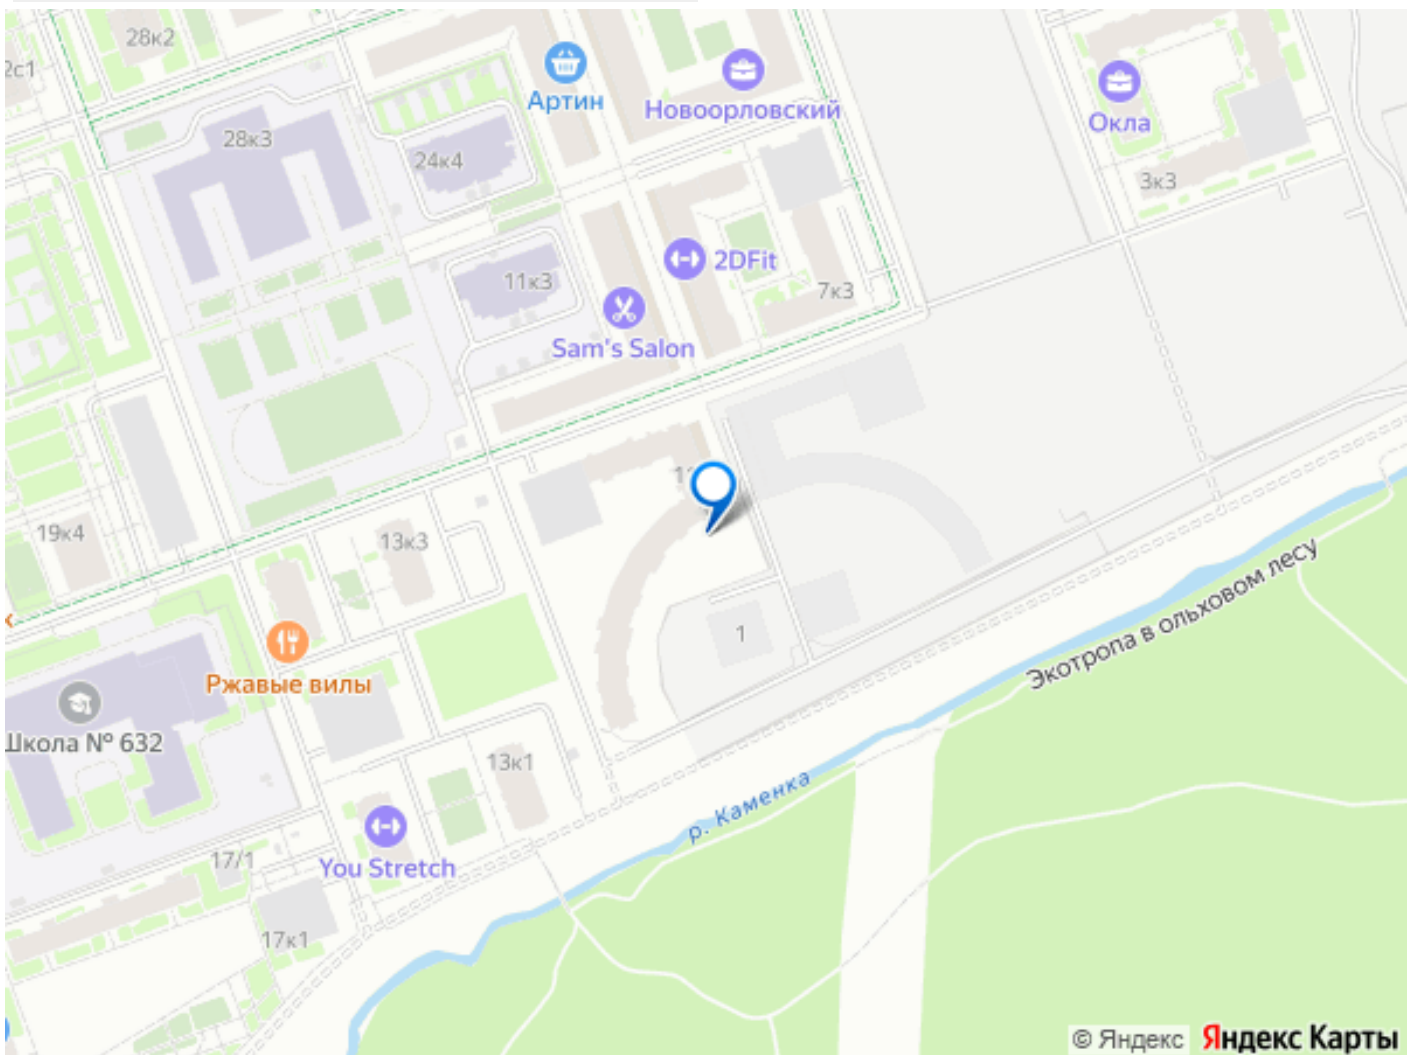 28к2
2с1
Артин
Новоорловский
Окла
28к3
24к4
3к3
2DFit
11к3
7к3
Sam's Salon
19к4
13к3
1
Экотропа в ольховом лесу
Ржавые вилы
Школа № 632
13к1
р. Каменка
17/1
You Stretch
17к1
© Яндекс Яндекс Карты